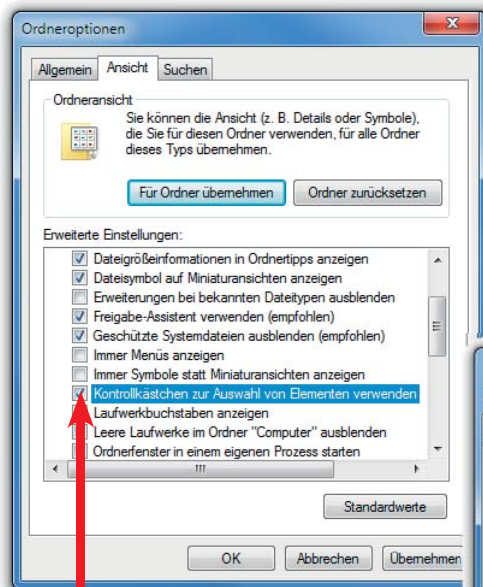 Ordneroptionen
Allgemein Ansicht Suchen
Ordneransicht
Sie können die Ansicht (z. B. Details oder Symbole),
die Sie für diesen Ordner verwenden, für alle Ordner
dieses Typs übernehmen.
Für Ordner übernehmen Ordner zurücksetzen
Erweiterte Einstellungen:
Dateigrößeinformationen in Ordnertipps anzeigen
Dateisymbol auf Miniaturansichten anzeigen
Erweiterungen bei bekannten Dateitypen ausblenden
Freigabe-Assistent verwenden (empfohlen)
Geschützte Systemdateien ausblenden (empfohlen)
Immer Menüs anzeigen
Immer Symbole statt Miniaturansichten anzeigen
Kontrollkästchen zur Auswahl von Elementen verwenden
Laufwerkbuchstaben anzeigen
Leere Laufwerke im Ordner "Computer" ausblenden
Ordnerfenster in einem eigenen Prozess starten
Standardwerte
OK Abbrechen Übernehmen